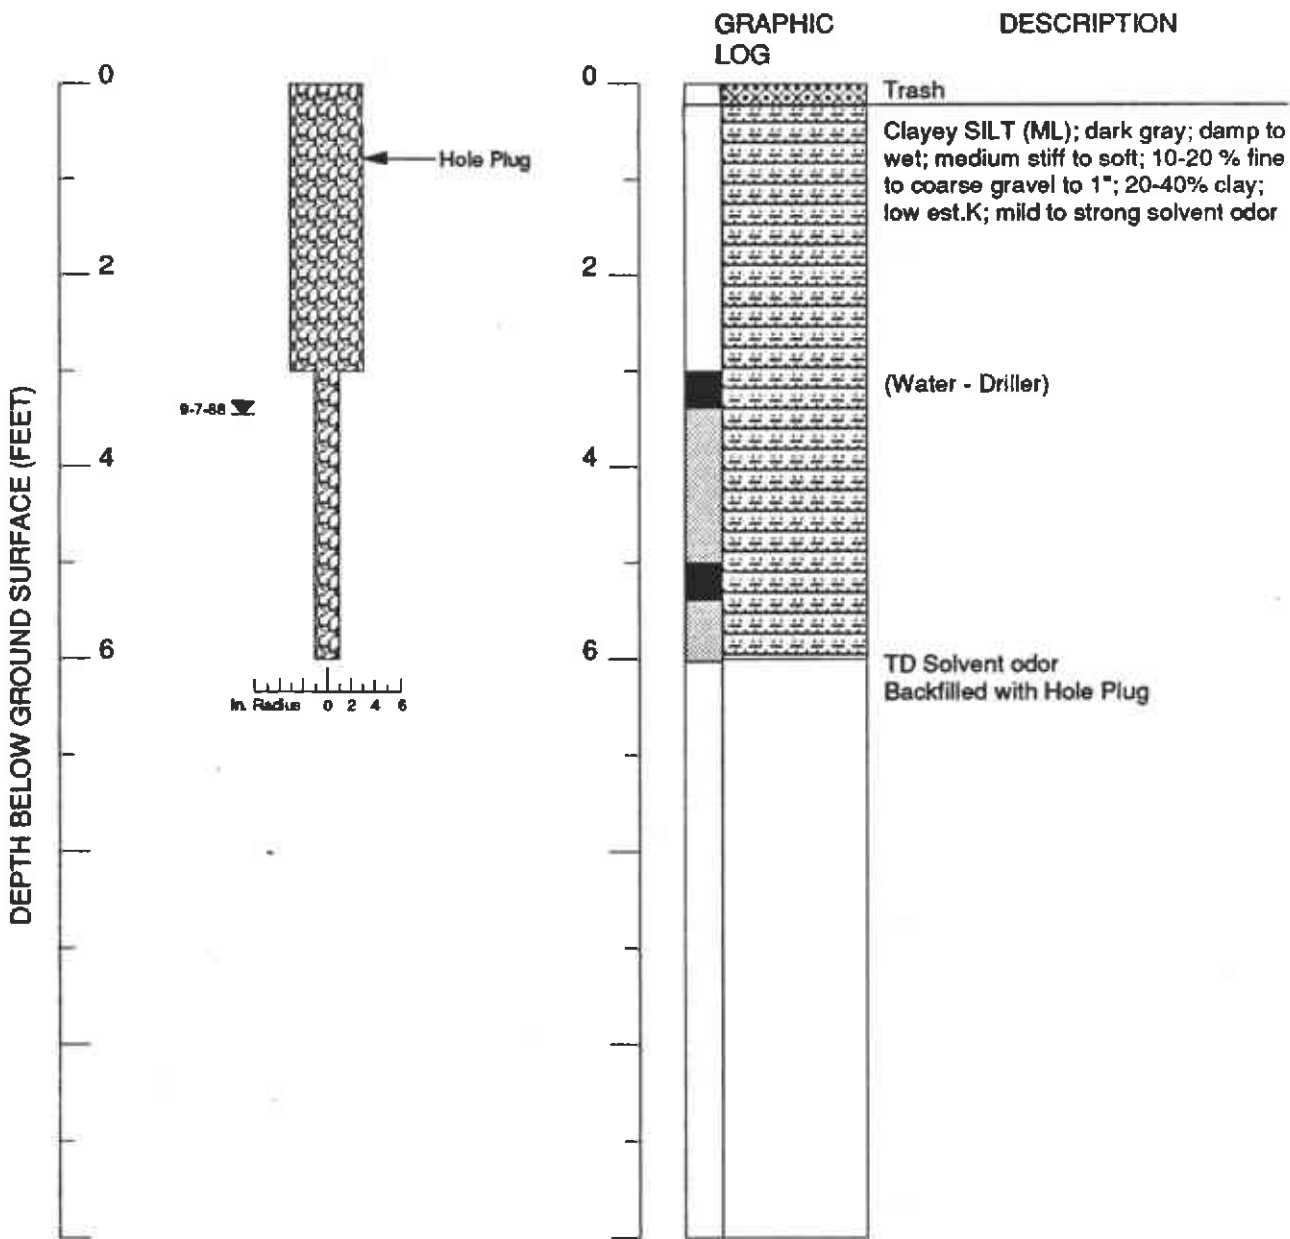 GRAPHIC
LOG
DESCRIPTION
0
0
Trash
Hole Plug
Clayey SILT (ML); dark gray; damp to
wet; medium stiff to soft; 10-20 % fine
to coarse gravel to 1"; 20-40% clay;
low est.K; mild to strong solvent odor
2
2
(Water - Driller)
9-7-88
4
4
DEPTH BELOW GROUND SURFACE (FEET)
6
6
TD Solvent odor
Backfilled with Hole Plug
In. Radius 0 2 4 6